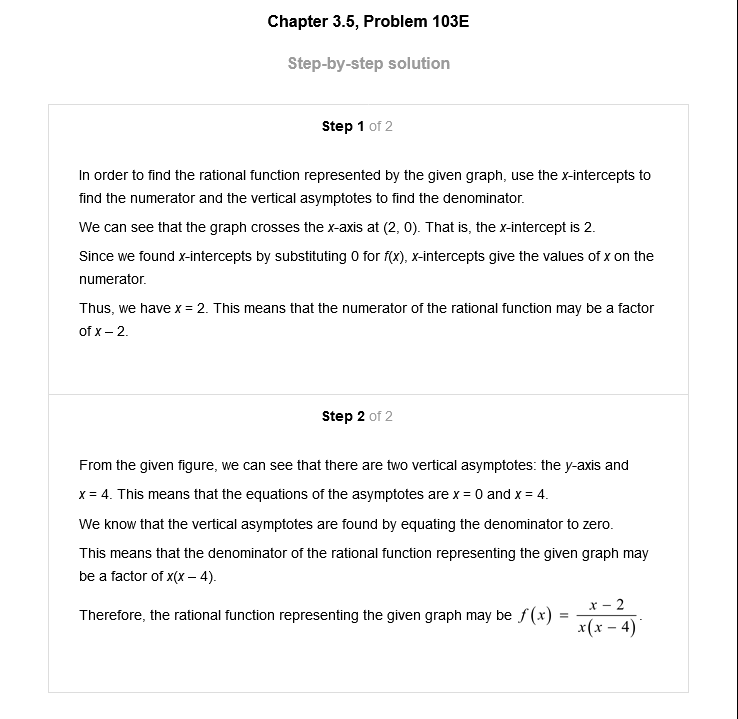 Chapter 3.5, Problem 103E
Step-by-step solution
Step 1 of 2
In order to find the rational function represented by the given graph, use the x-intercepts to
find the numerator and the vertical asymptotes to find the denominator.
We can see that the graph crosses the x-axis at (2, 0). That is, the x-intercept is 2.
Since we found x-intercepts by substituting 0 for f(x), x-intercepts give the values of x on the
numerator.
Thus, we have x = 2. This means that the numerator of the rational function may be a factor
of x – 2.
Step 2 of 2
From the given figure, we can see that there are two vertical asymptotes: the y-axis and
x = 4. This means that the equations of the asymptotes are x = 0 and x = 4.
We know that the vertical asymptotes are found by equating the denominator to zero.
This means that the denominator of the rational function representing the given graph may
be a factor of x(x – 4).
Therefore, the rational function representing the given graph may be f(x) = (x – 2)/(x(x – 4)).